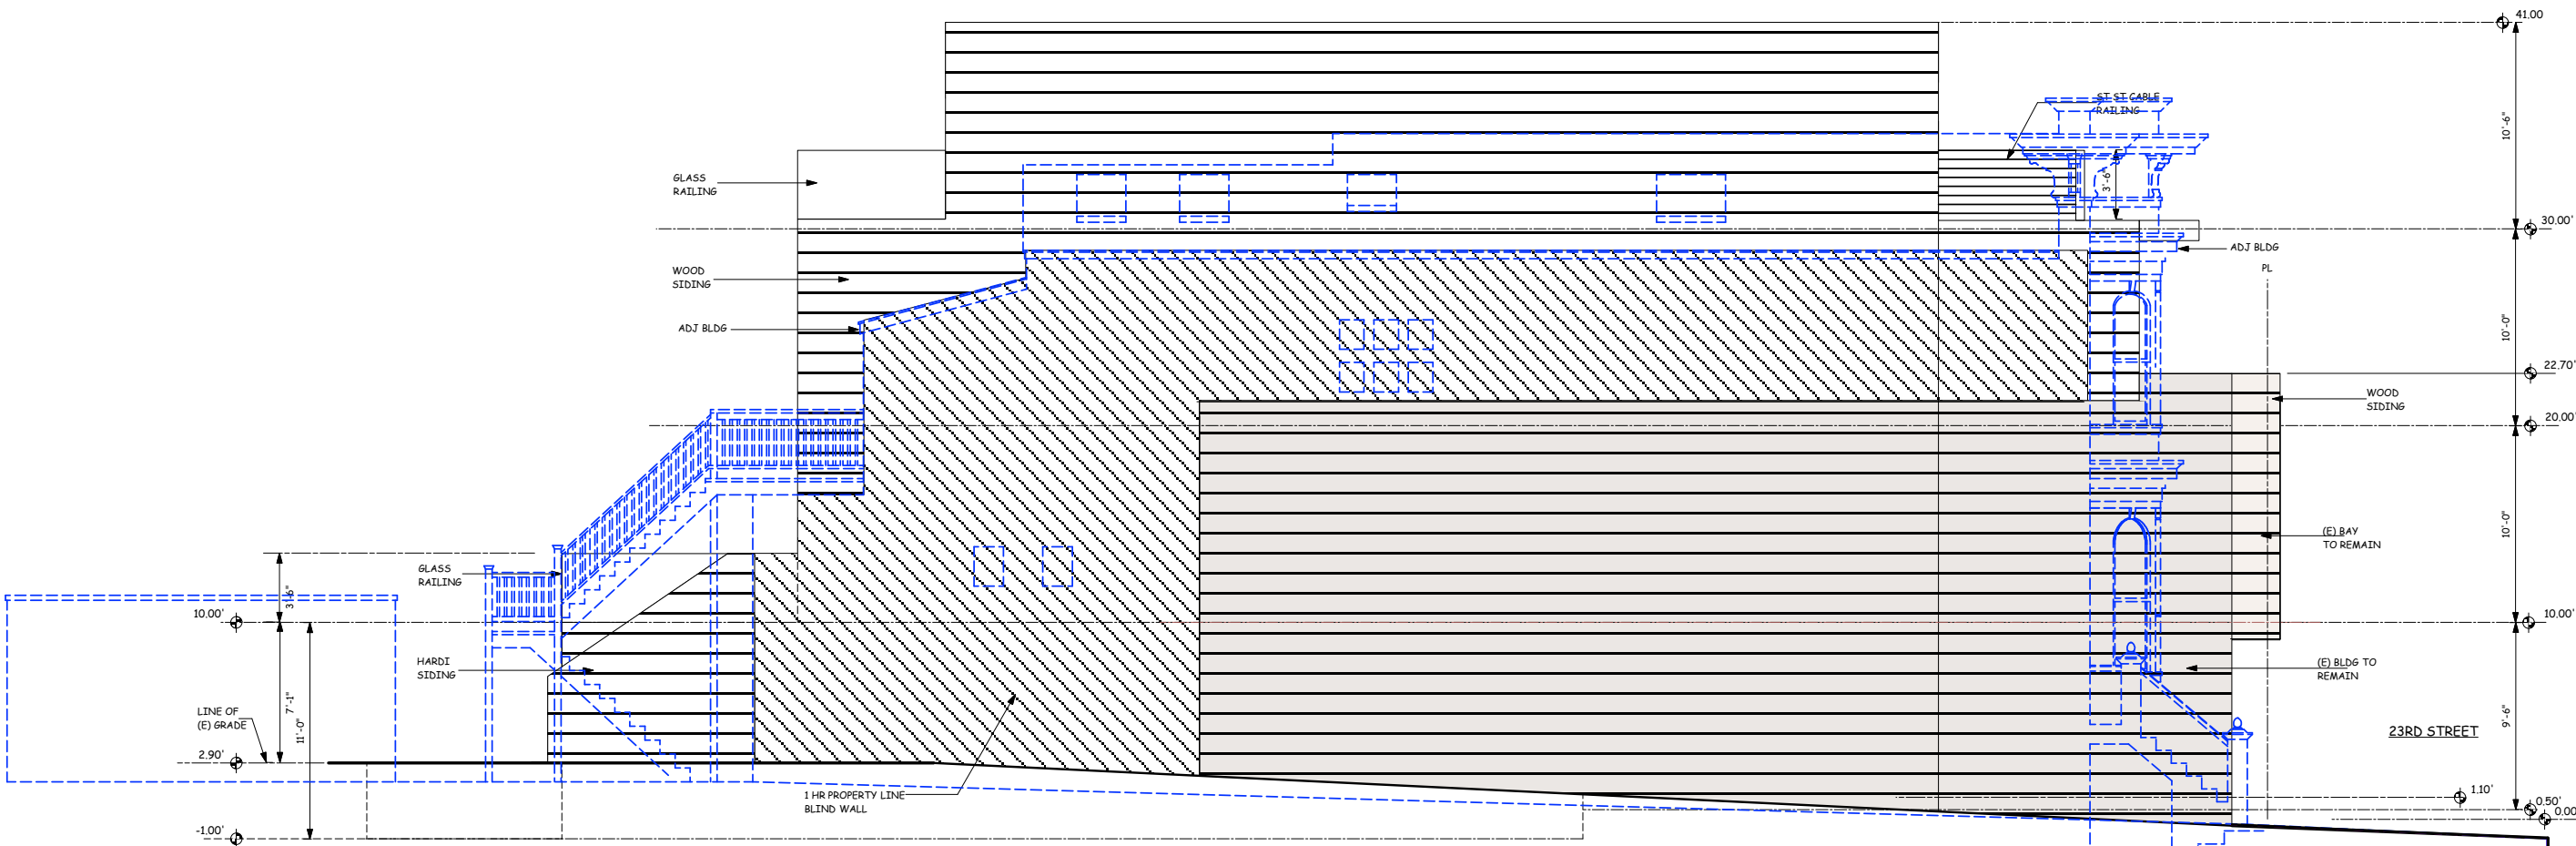 41.00
ST ST CABLE
RAILING
10'-6"
GLASS
RAILING
3'-6"
30.00'
WOOD
SIDING
ADJ BLDG
PL
ADJ BLDG
10'-0"
22.70'
WOOD
SIDING
20.00'
(E) BAY
TO REMAIN
10'-0"
GLASS
RAILING
3'-6"
10.00'
10.00'
HARDI
SIDING
(E) BLDG TO
REMAIN
7'-1"
11'-0"
LINE OF
(E) GRADE
9'-6"
23RD STREET
2.90'
1 HR PROPERTY LINE
BLIND WALL
1.10'
0.50'
0.00
-1.00'